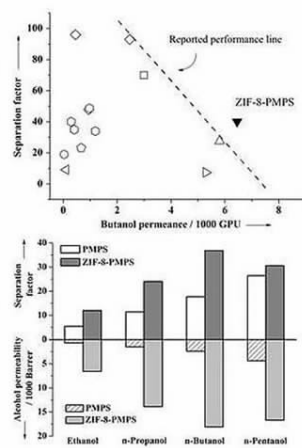 Reported performance line
ZIF-8-PMPS
Separation factor
100
80
60
40
20
0
0 2 4 6 8
Butanol permeance / 1000 GPU
PMPS
ZIF-8-PMPS
Separation
factor
40
30
20
10
0
5
10
15
20
Alcohol permeability
/ 1000 Barrer
PMPS
ZIF-8-PMPS
Ethanol n-Propanol n-Butanol n-Pentanol